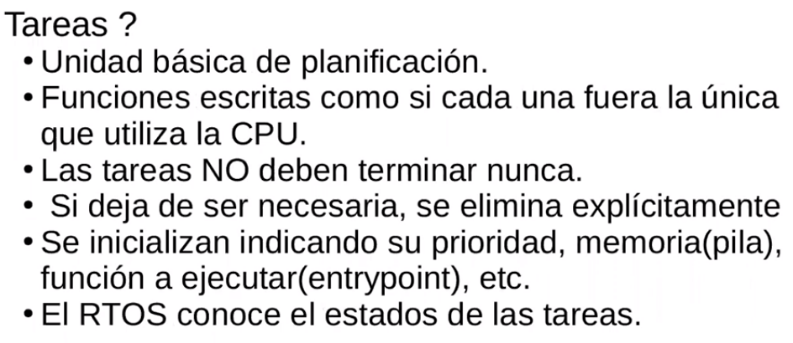 Tareas ?
• Unidad básica de planificación.
• Funciones escritas como si cada una fuera la única
que utiliza la CPU.
• Las tareas NO deben terminar nunca.
• Si deja de ser necesaria, se elimina explícitamente
• Se inicializan indicando su prioridad, memoria(pila),
función a ejecutar(entrypoint), etc.
• El RTOS conoce el estados de las tareas.